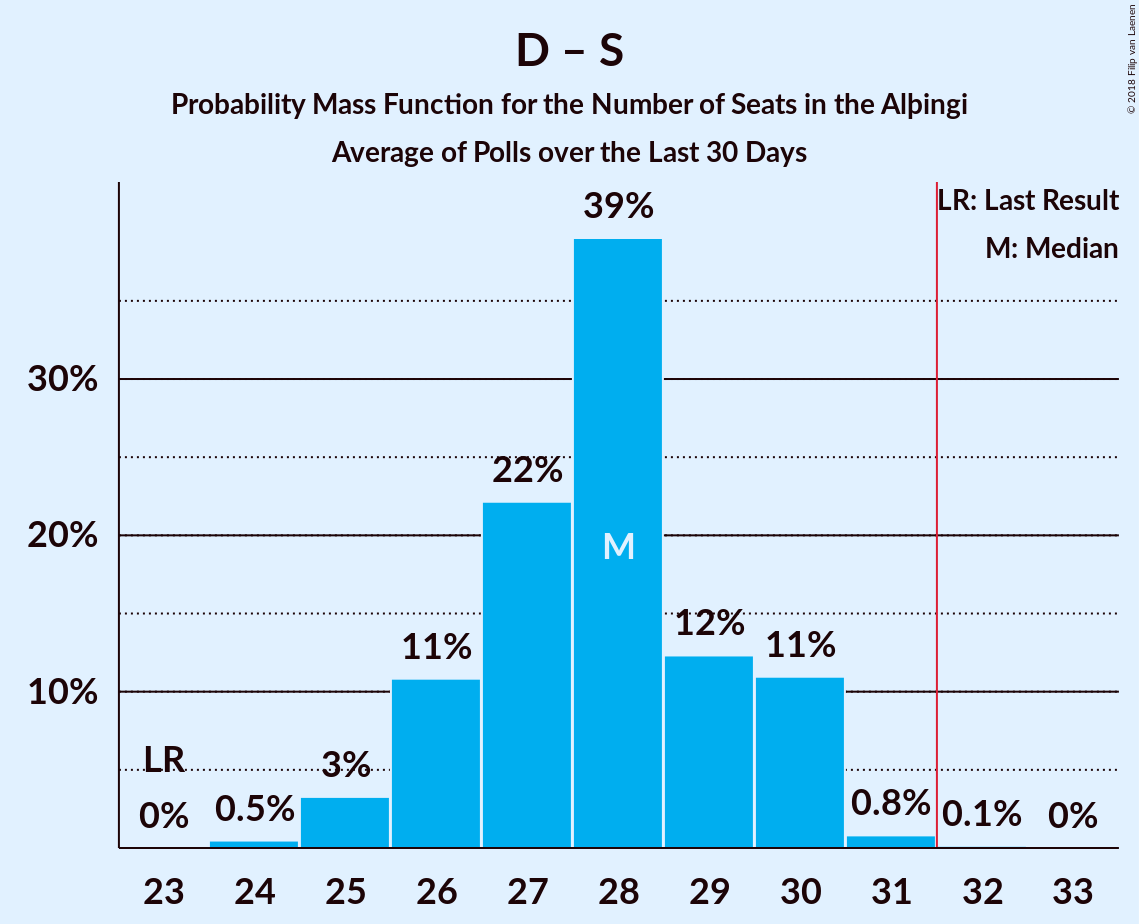 D – S
Probability Mass Function for the Number of Seats in the Alþingi
Average of Polls over the Last 30 Days
© 2018 Filip van Laenen
LR: Last Result
M: Median
39%
30%
22%
20%
M
12%
11%
11%
10%
LR
3%
0%
0.5%
0.8%
0.1%
0%
23 24 25 26 27 28 29 30 31 32 33